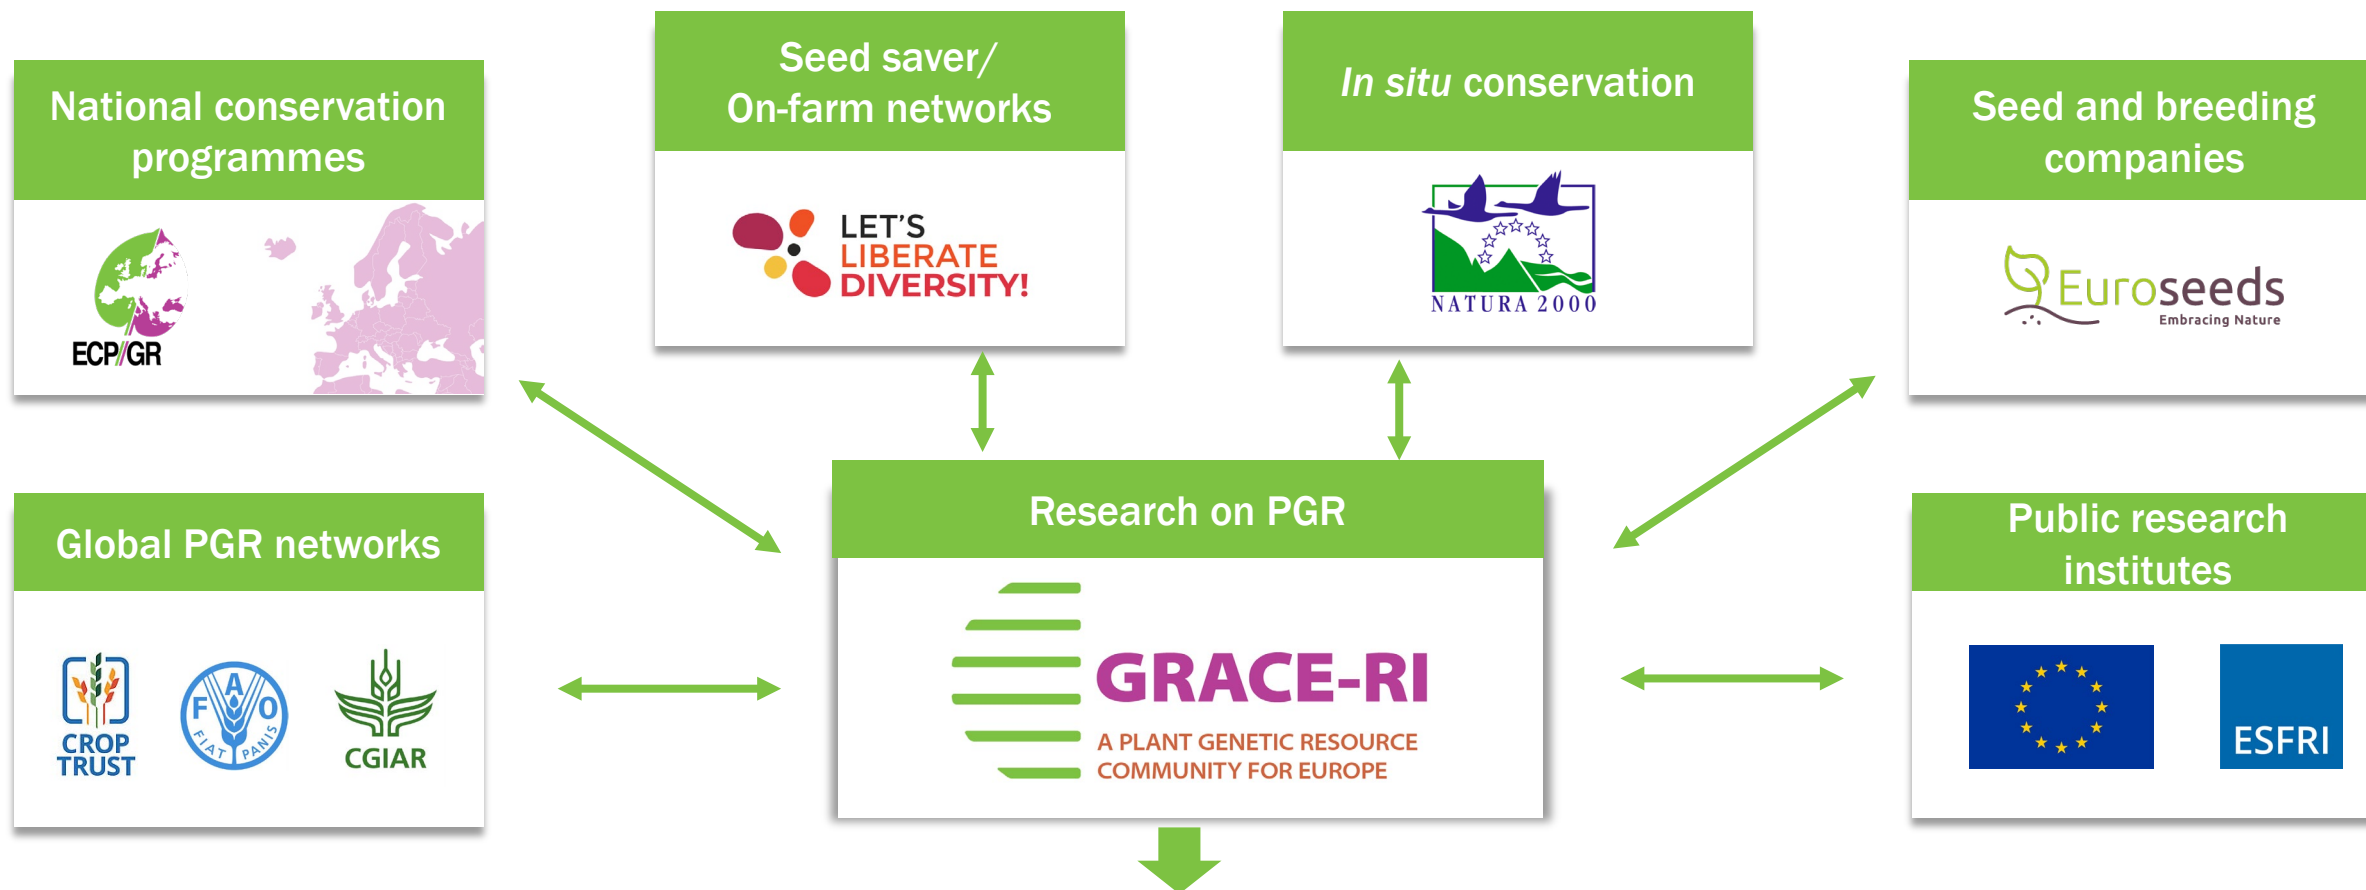 National conservation
programmes
ECP/GR
Seed saver/
On-farm networks
LET'S
LIBERATE
DIVERSITY!
In situ conservation
NATURA 2000
Seed and breeding
companies
Euroseeds
Embracing Nature
Global PGR networks
CROP
TRUST
FAO
FIAT PANIS
CGIAR
Research on PGR
GRACE-RI
A PLANT GENETIC RESOURCE
COMMUNITY FOR EUROPE
Public research
institutes
ESFRI